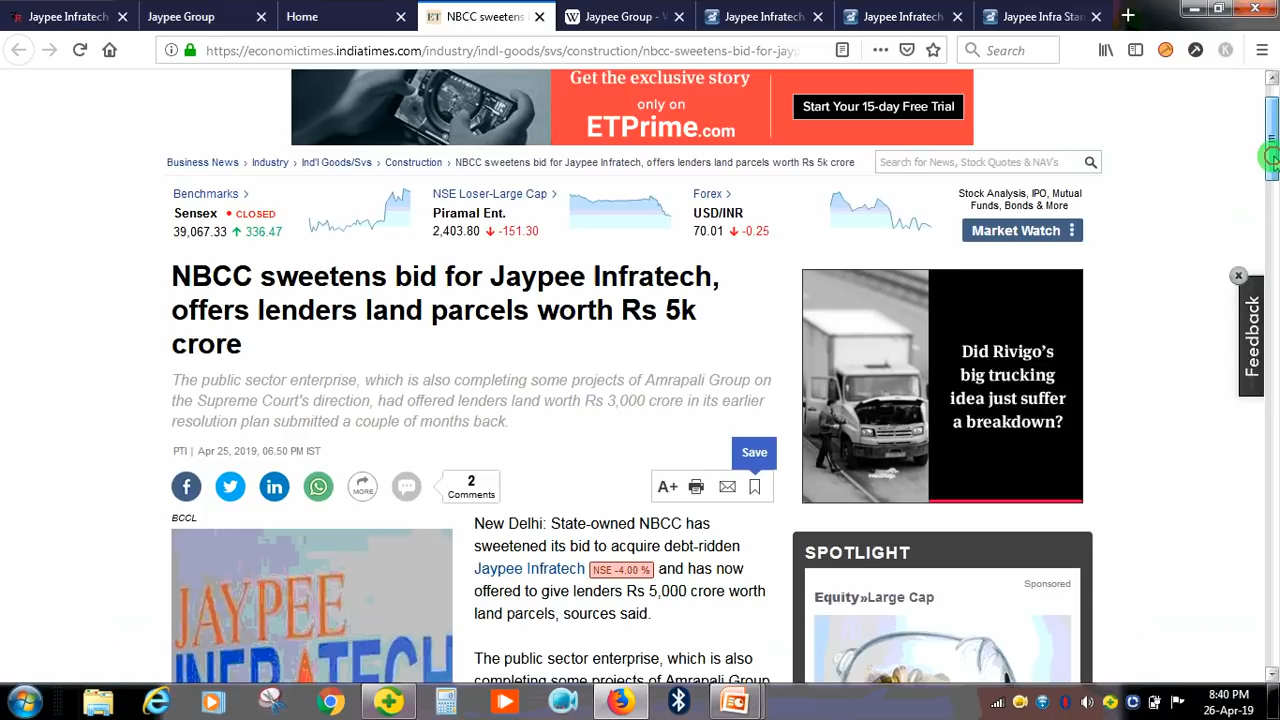 Jaypee Infratech
Jaypee Group
Home
NBCC sweetens
Jaypee Group - W
Jaypee Infratech
Jaypee Infratech
Jaypee Infra Stan
https://economictimes.indiatimes.com/industry/indl-goods/svs/construction/nbcc-sweetens-bid-for-jayp
Search
Get the exclusive story
only on
ETPrime.com
Start Your 15-day Free Trial
Business News › Industry › Ind'l Goods/Svs › Construction › NBCC sweetens bid for Jaypee Infratech, offers lenders land parcels worth Rs 5k crore
Search for News, Stock Quotes & NAV's
Benchmarks >
Sensex • CLOSED
39,067.33 336.47
NSE Loser-Large Cap >
Piramal Ent.
2,403.80 -151.30
Forex >
USD/INR
70.01 -0.25
Stock Analysis, IPO, Mutual
Funds, Bonds & More
Market Watch
NBCC sweetens bid for Jaypee Infratech,
offers lenders land parcels worth Rs 5k
crore
The public sector enterprise, which is also completing some projects of Amrapali Group on
the Supreme Court's direction, had offered lenders land worth Rs 3,000 crore in its earlier
resolution plan submitted a couple of months back.
PTI | Apr 25, 2019, 06.50 PM IST
Save
MORE
2
Comments
A+
BCCL
JAYPEE
INFRATECH
New Delhi: State-owned NBCC has
sweetened its bid to acquire debt-ridden
Jaypee Infratech NSE -4.00 % and has now
offered to give lenders Rs 5,000 crore worth
land parcels, sources said.
The public sector enterprise, which is also
completing some projects of Amrapali Group
Did Rivigo's
big trucking
idea just suffer
a breakdown?
Feedback
SPOTLIGHT
Sponsored
Equity»Large Cap
8:40 PM
26-Apr-19